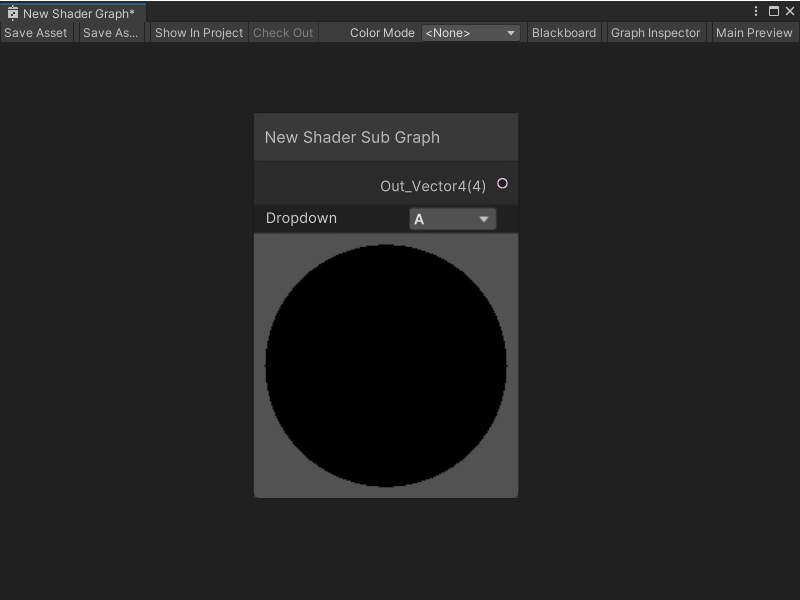 New Shader Graph*
Save Asset Save As... Show In Project Check Out Color Mode <None> Blackboard Graph Inspector Main Preview
New Shader Sub Graph
Out_Vector4(4)
Dropdown A